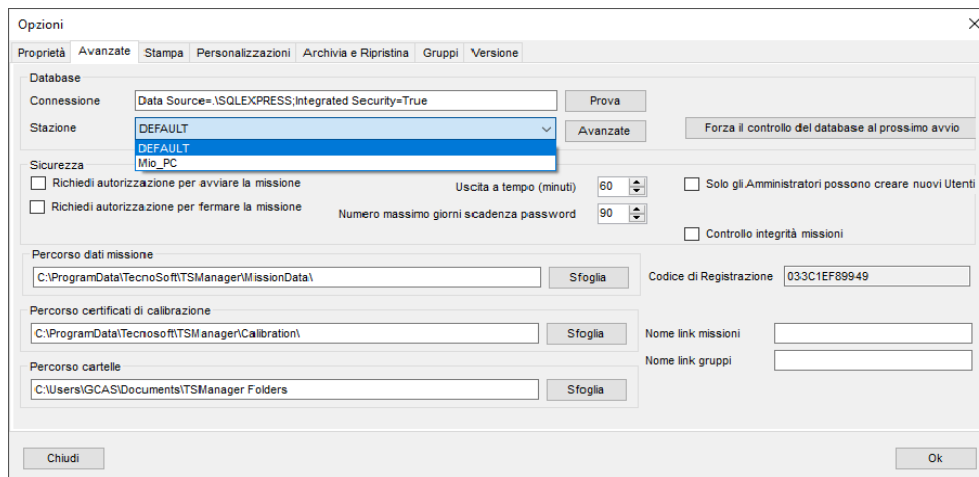 Opzioni
Proprietà Avanzate Stampa Personalizzazioni Archivia e Ripristina Gruppi Versione
Database
Connessione Data Source=.\SQLEXPRESS;Integrated Security=True Prova
Stazione DEFAULT Avanzate Forza il controllo del database al prossimo avvio
DEFAULT
Mio_PC
Sicurezza
Richiedi autorizzazione per avviare la missione Uscita a tempo (minuti) 60 Solo gli Amministratori possono creare nuovi Utenti
Richiedi autorizzazione per fermare la missione Numero massimo giorni scadenza password 90
Controllo integrità missioni
Percorso dati missione
C:\ProgramData\TecnoSoft\TSManager\MissionData\ Sfoglia Codice di Registrazione 033C1EF89949
Percorso certificati di calibrazione
C:\ProgramData\Tecnosoft\TSManager\Calibration\ Sfoglia Nome link missioni
Nome link gruppi
Percorso cartelle
C:\Users\GCAS\Documents\TSManager Folders Sfoglia
Chiudi Ok